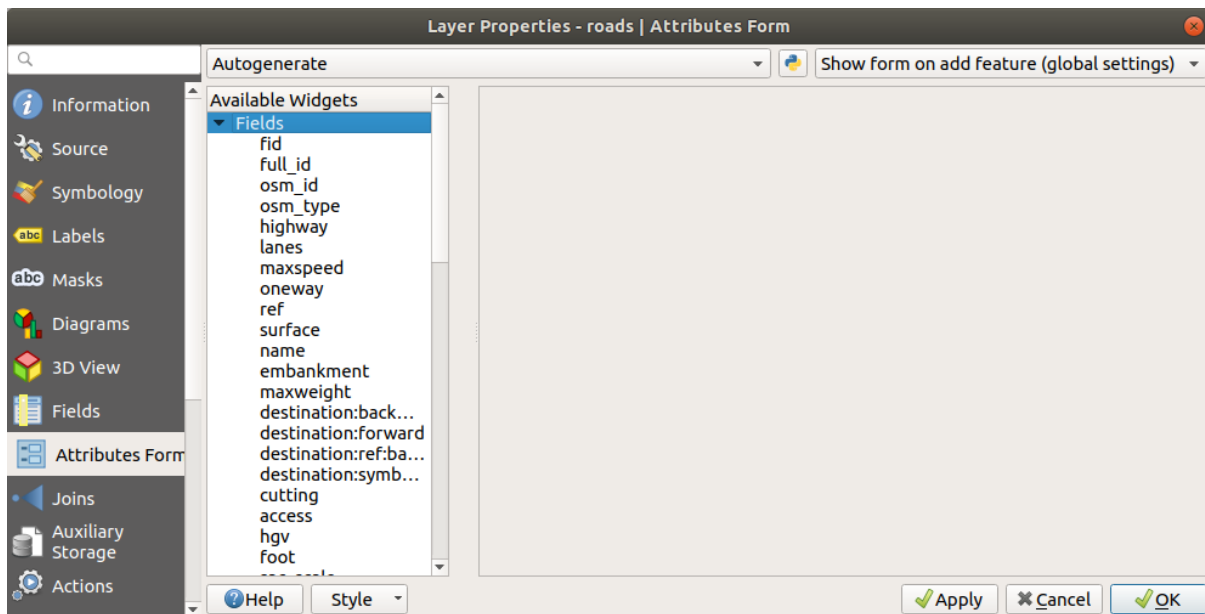 Layer Properties - roads | Attributes Form
Autogenerate
Show form on add feature (global settings)
Information
Source
Symbology
abc Labels
abc Masks
Diagrams
3D View
Fields
Attributes Form
Joins
Auxiliary
Storage
Actions
Available Widgets
Fields
fid
full_id
osm_id
osm_type
highway
lanes
maxspeed
oneway
ref
surface
name
embankment
maxweight
destination:back...
destination:forward
destination:ref:ba...
destination:symb...
cutting
access
hgv
foot
Help
Style
Apply
Cancel
OK